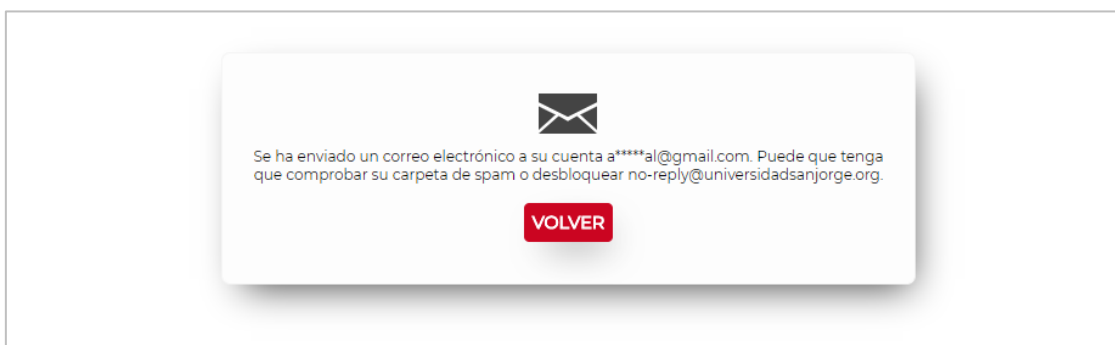 Se ha enviado un correo electrónico a su cuenta a*****al@gmail.com. Puede que tenga
que comprobar su carpeta de spam o desbloquear no-reply@universidadsanjorge.org.
VOLVER